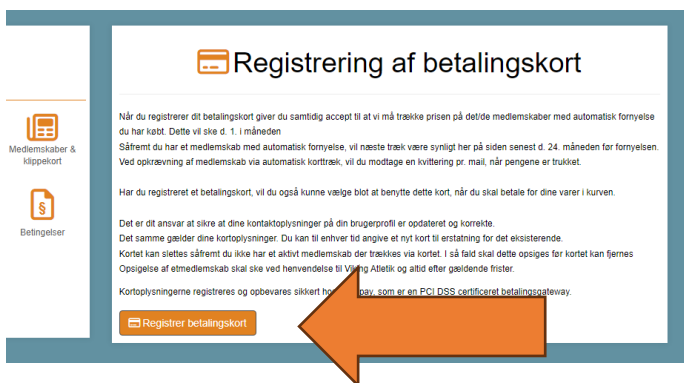 Registrering af betalingskort
Når du registrerer dit betalingskort giver du samtidig accept til at vi må trække prisen på det/de medlemskaber med automatisk fornyelse
du har købt. Dette vil ske d. 1. i måneden
Såfremt du har et medlemskab med automatisk fornyelse, vil næste træk være synligt her på siden senest d. 24. måneden før fornyelsen.
Ved opkrævning af medlemskab via automatisk korttræk, vil du modtage en kvittering pr. mail, når pengene er trukket.
Har du registreret et betalingskort, vil du også kunne vælge blot at benytte dette kort, når du skal betale for dine varer i kurven.
Det er dit ansvar at sikre at dine kontaktoplysninger på din brugerprofil er opdateret og korrekte.
Det samme gælder dine kortoplysninger. Du kan til enhver tid angive et nyt kort til erstatning for det eksisterende.
Kortet kan slettes såfremt du ikke har et aktivt medlemskab der trækkes via kortet. I så fald skal dette opsiges før kortet kan fjernes
Opsigelse af etmedlemskab skal ske ved henvendelse til Viking Atletik og altid efter gældende frister.
Kortoplysningerne registreres og opbevares sikkert pay, som er en PCI DSS certificeret betalingsgateway.
Registrer betalingskort
Medlemskaber &
klippekort
§
Betingelser